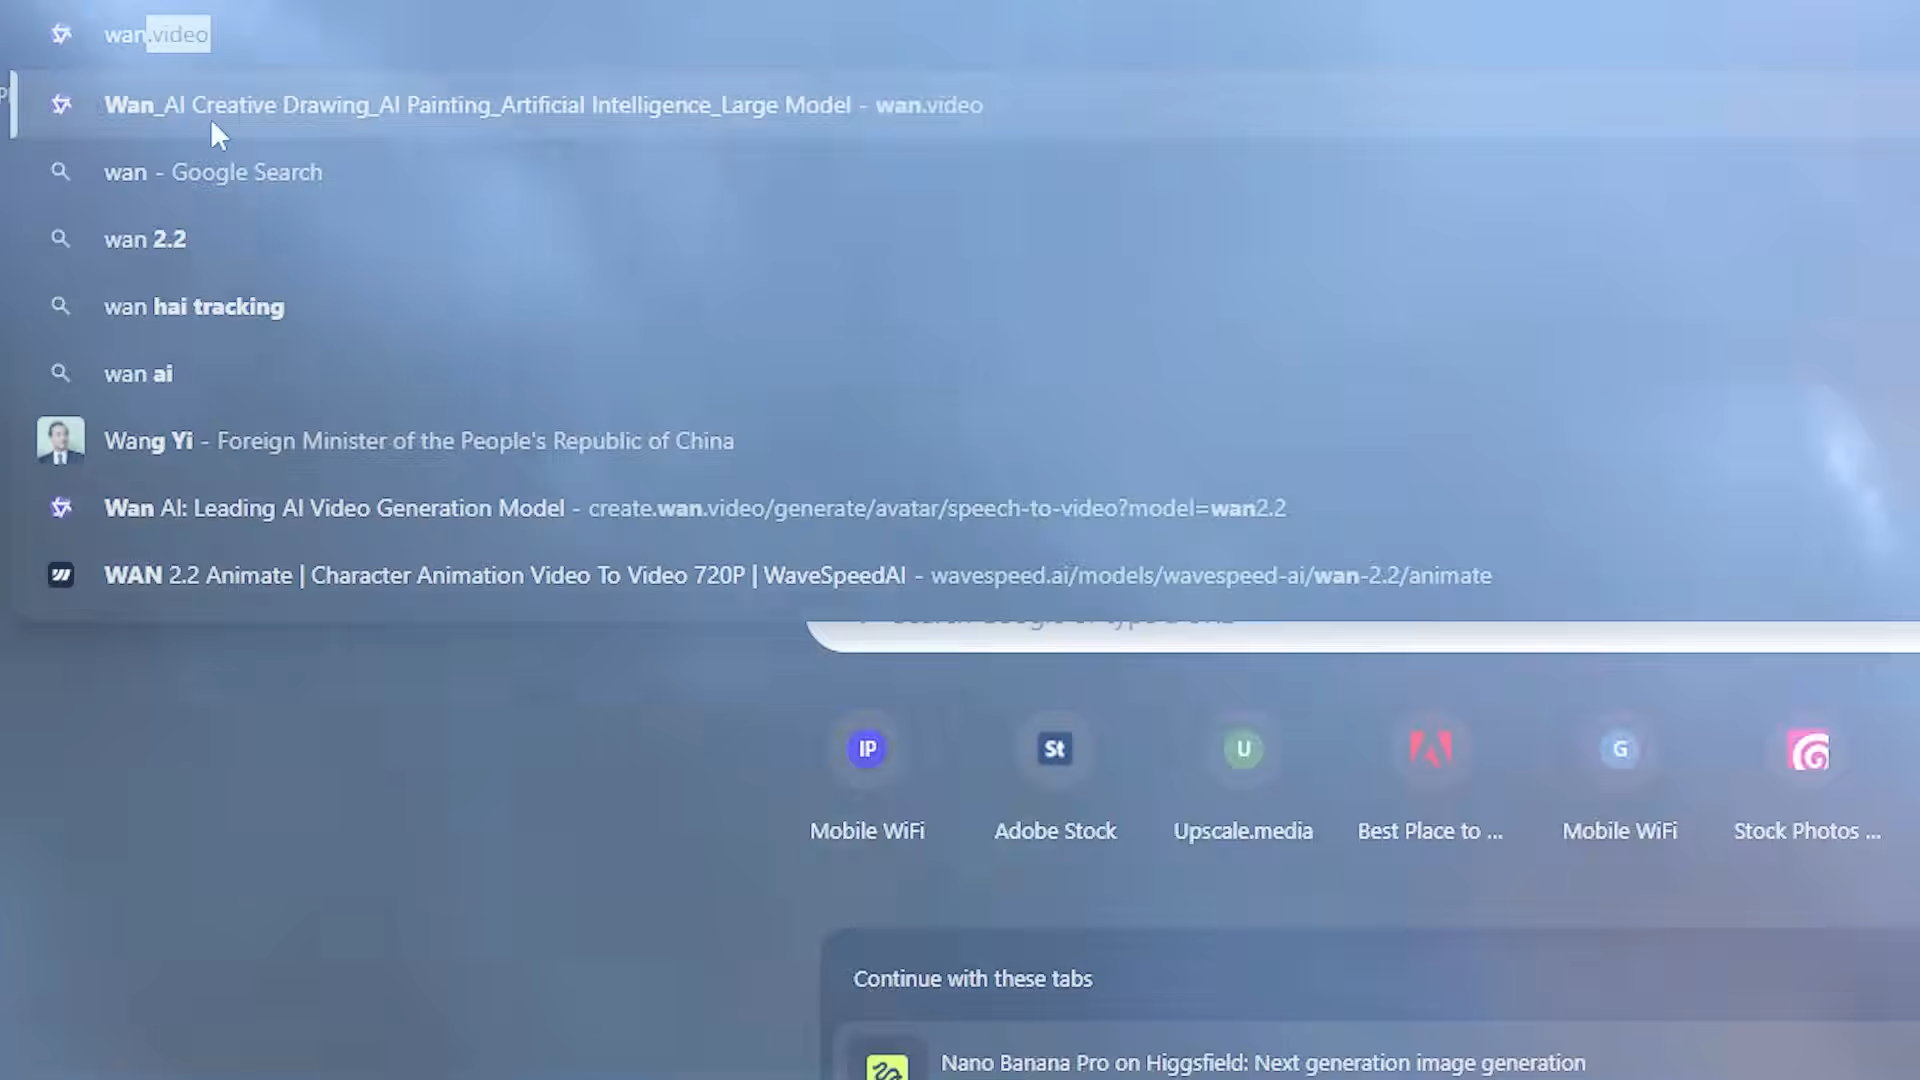 wan.video
Wan_AI Creative Drawing_AI Painting_Artificial Intelligence_Large Model - wan.video
wan - Google Search
wan 2.2
wan hai tracking
wan ai
Wang Yi - Foreign Minister of the People's Republic of China
Wan AI: Leading AI Video Generation Model - create.wan.video/generate/avatar/speech-to-video?model=wan2.2
WAN 2.2 Animate | Character Animation Video To Video 720P | WaveSpeedAI - wavespeed.ai/models/wavespeed-ai/wan-2.2/animate
IP St U G
Mobile WiFi Adobe Stock Upscale.media Best Place to ... Mobile WiFi Stock Photos ...
Continue with these tabs
Nano Banana Pro on Higgsfield: Next generation image generation